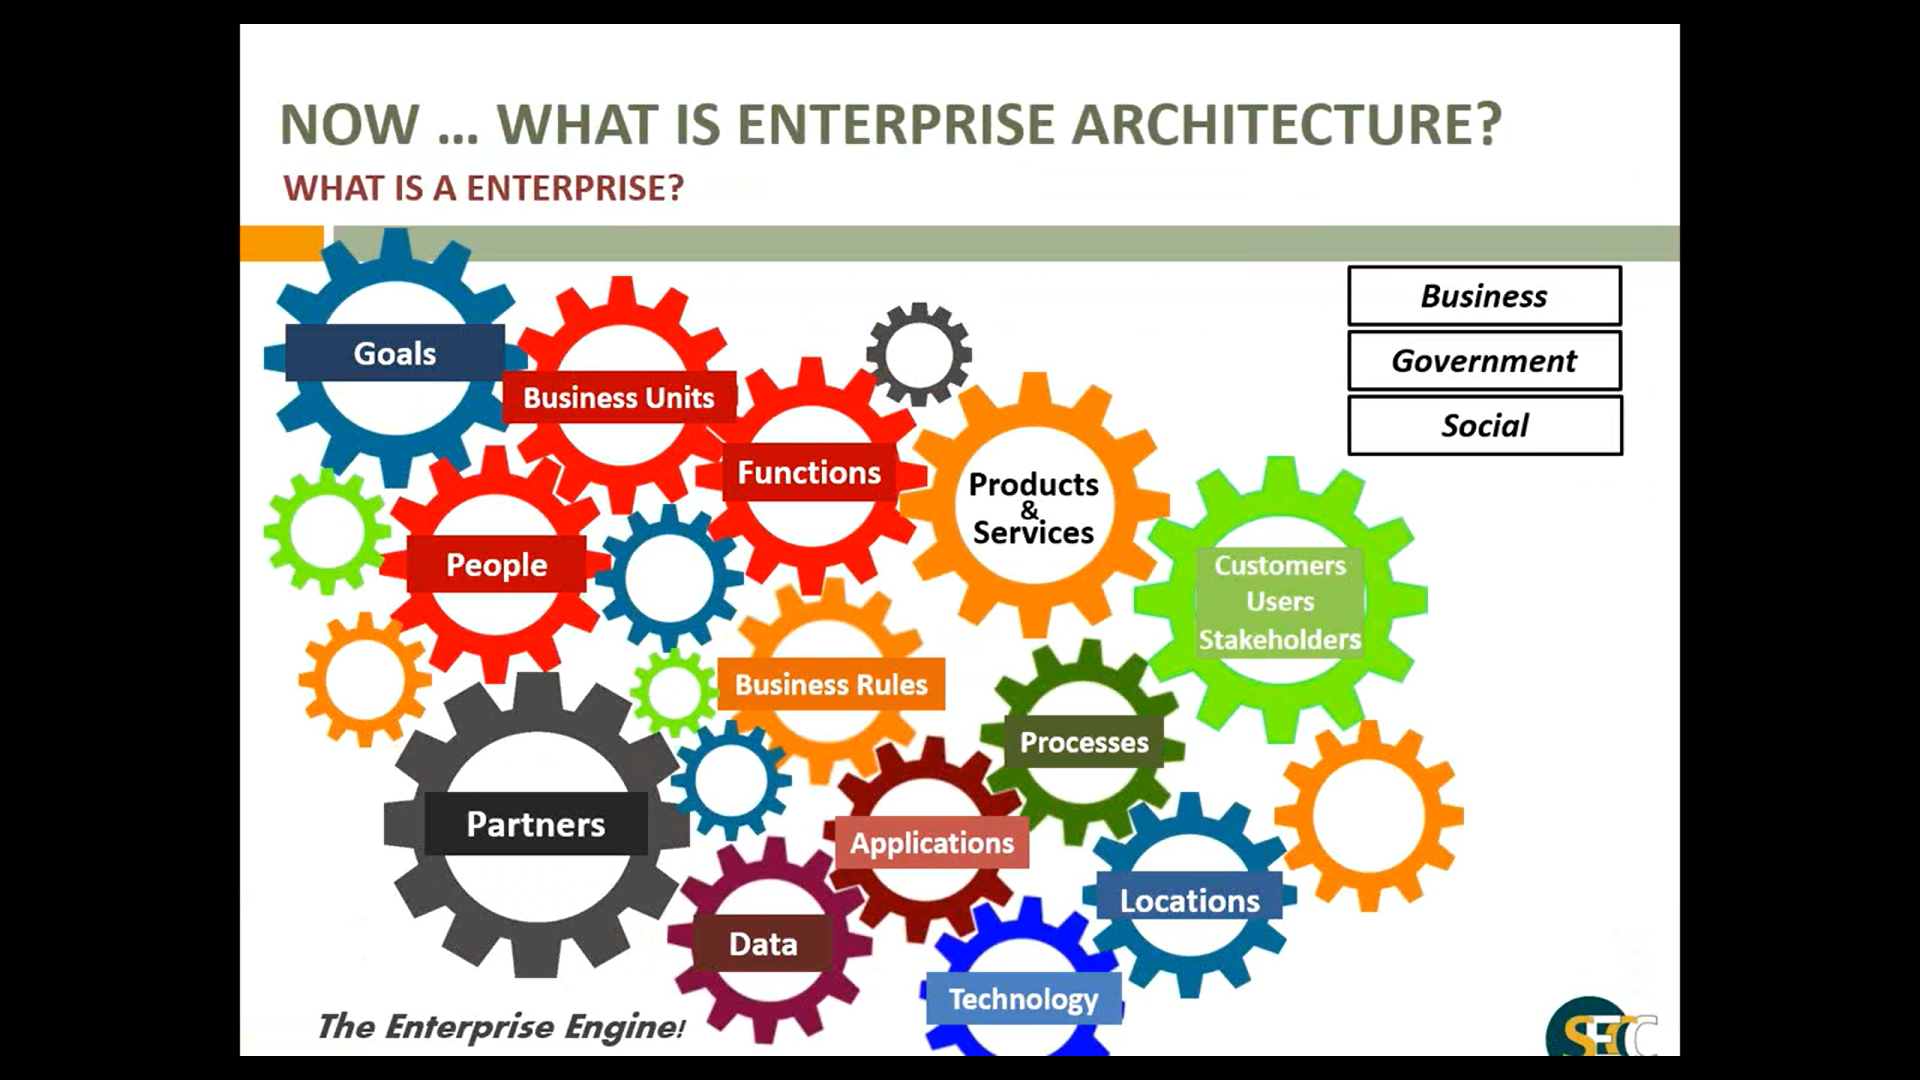 NOW ... WHAT IS ENTERPRISE ARCHITECTURE?
WHAT IS A ENTERPRISE?
Business
Government
Social
Goals
Business Units
Functions
Products
&
Services
People
Customers
Users
Stakeholders
Business Rules
Processes
Partners
Applications
Locations
Data
Technology
The Enterprise Engine!
SECC